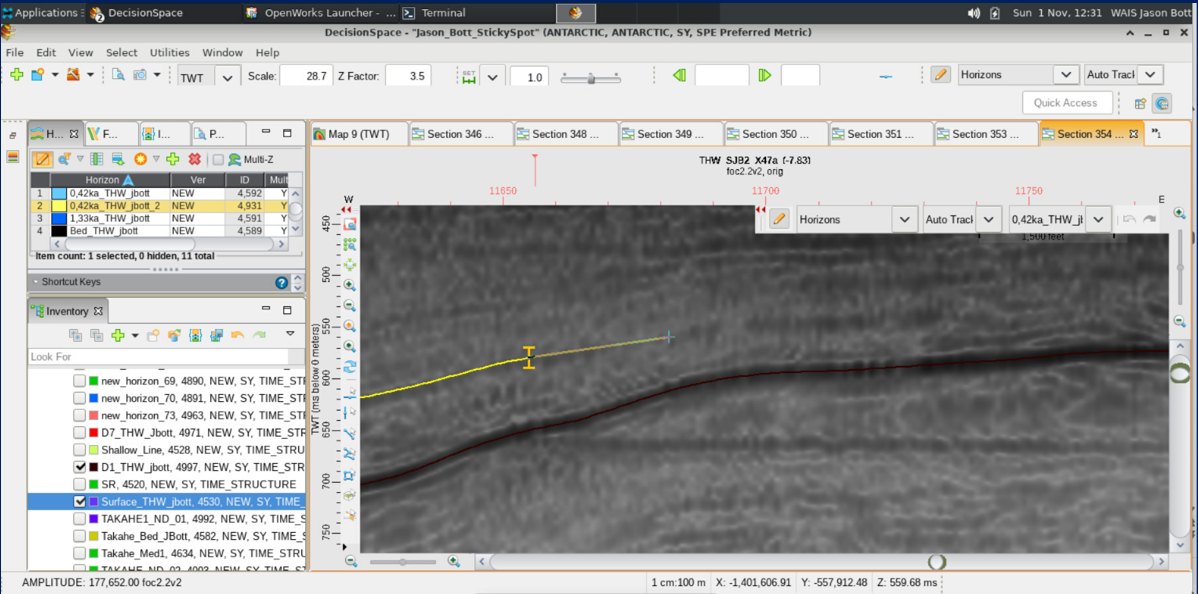 Applications DecisionSpace OpenWorks Launcher - ... Terminal Sun 1 Nov, 12:31 WAIS Jason Bott
DecisionSpace - "Jason_Bott_StickySpot" (ANTARCTIC, ANTARCTIC, SY, SPE Preferred Metric)
File Edit View Select Utilities Window Help
TWT Scale: 28.7 Z Factor: 3.5 SET 1.0 Horizons Auto Track
Quick Access
H... F... I... P... Map 9 (TWT) Section 346 ... Section 348 ... Section 349 ... Section 350 ... Section 351 ... Section 353 ... Section 354 ... »1
Multi-Z
Horizon Ver ID Mult
1 0,42ka_THW_jbott NEW 4,592 Y
2 0,42ka_THW_jbott_2 NEW 4,931 Y
3 1,33ka_THW_jbott NEW 4,591 Y
4 Bed_THW_jbott NEW 4,589 Y
Item count: 1 selected, 0 hidden, 11 total
Shortcut Keys
Inventory
Look For
new_horizon_69, 4890, NEW, SY, TIME_STR
new_horizon_70, 4891, NEW, SY, TIME_STR
new_horizon_73, 4963, NEW, SY, TIME_STR
D7_THW_Jbott, 4971, NEW, SY, TIME_STRU
Shallow_Line, 4528, NEW, SY, TIME_STRU
D1_THW_jbott, 4997, NEW, SY, TIME_STR
SR, 4520, NEW, SY, TIME_STRUCTURE
Surface_THW_jbott, 4530, NEW, SY, TIME_
TAKAHE1_ND_01, 4992, NEW, SY, TIME_S
Takahe_Bed_JBott, 4582, NEW, SY, TIME_S
Takahe_Med1, 4634, NEW, SY, TIME_STRU
THW_SJB2_X47a [-7.83]
foc2.2v2, orig
11650 11700 11750
W E
Horizons Auto Track 0,42ka_THW_jt
1,500 feet
TWT (ms below 0 meters)
450
500
550
600
650
700
750
AMPLITUDE: 177,652.00 foc2.2v2 1 cm:100 m X: -1,401,606.91 Y: -557,912.48 Z: 559.68 ms